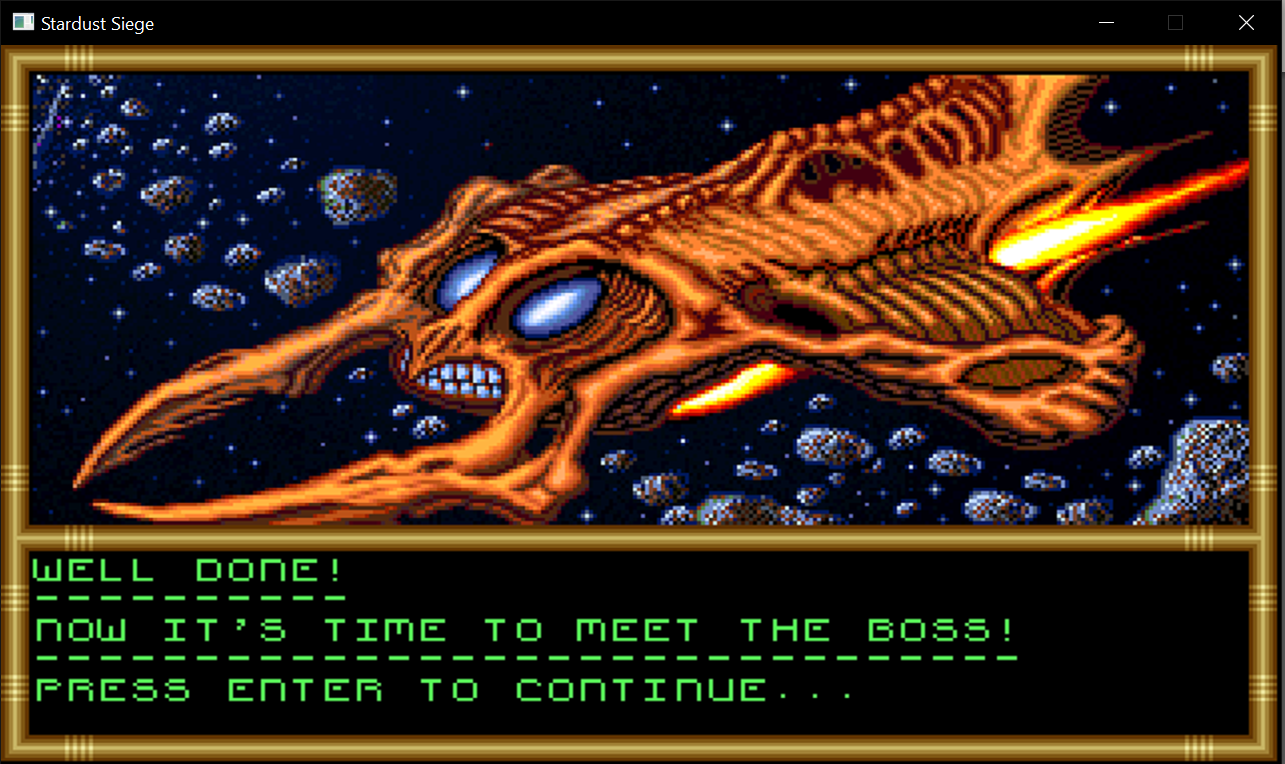 Stardust Siege
WELL DONE!
----------
NOW IT'S TIME TO MEET THE BOSS!
-------------------------------
PRESS ENTER TO CONTINUE...